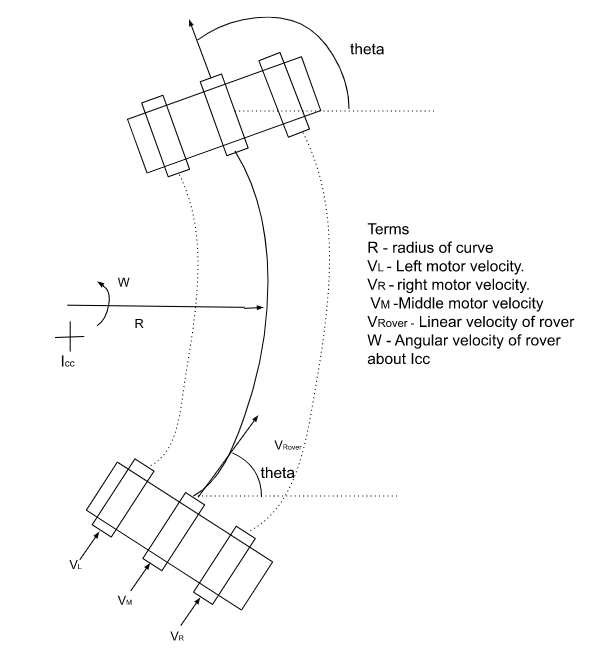 theta
Terms
R - radius of curve
VL - Left motor velocity.
VR - right motor velocity.
VM -Middle motor velocity
VRover - Linear velocity of rover
W - Angular velocity of rover
about Icc
W
R
Icc
VRover
theta
VL
VM
VR